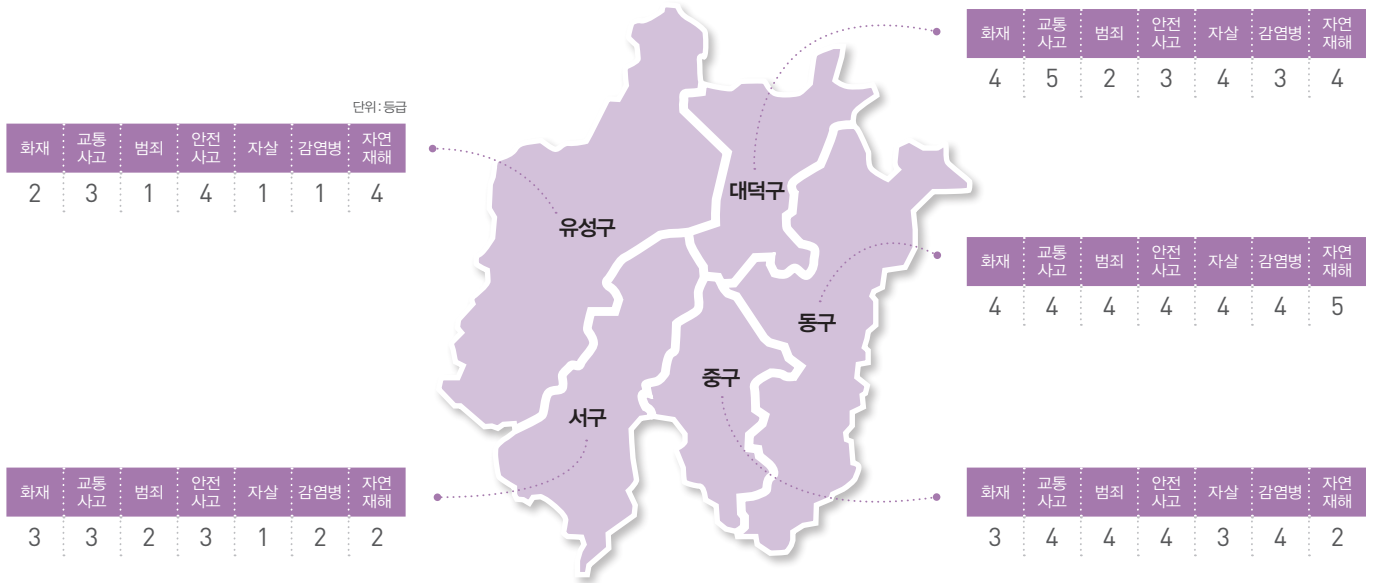 단위:등급
화재 교통사고 범죄 안전사고 자살 감염병 자연재해
2 3 1 4 1 1 4
유성구
화재 교통사고 범죄 안전사고 자살 감염병 자연재해
4 5 2 3 4 3 4
대덕구
화재 교통사고 범죄 안전사고 자살 감염병 자연재해
4 4 4 4 4 4 5
동구
중구
서구
화재 교통사고 범죄 안전사고 자살 감염병 자연재해
3 3 2 3 1 2 2
화재 교통사고 범죄 안전사고 자살 감염병 자연재해
3 4 4 4 3 4 2